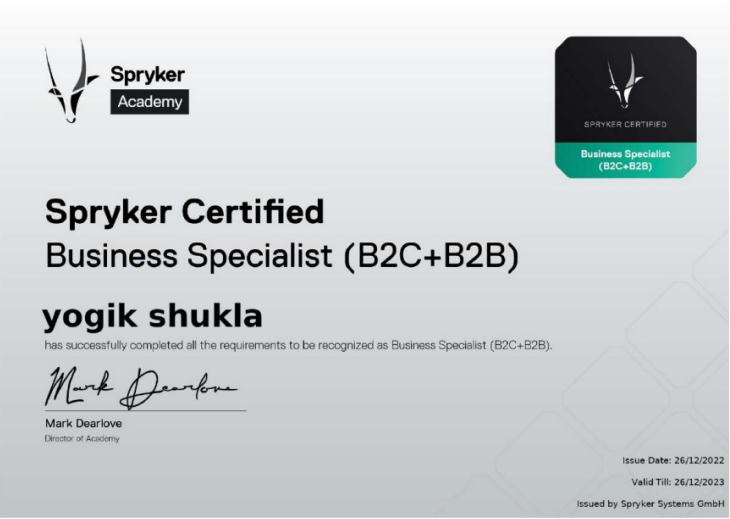 Spryker
Academy
SPRYKER CERTIFIED
Business Specialist
(B2C+B2B)
Spryker Certified
Business Specialist (B2C+B2B)
yogik shukla
has successfully completed all the requirements to be recognized as Business Specialist (B2C+B2B).
Mark Dearlove
Mark Dearlove
Director of Academy
Issue Date: 26/12/2022
Valid Till: 26/12/2023
Issued by Spryker Systems GmbH